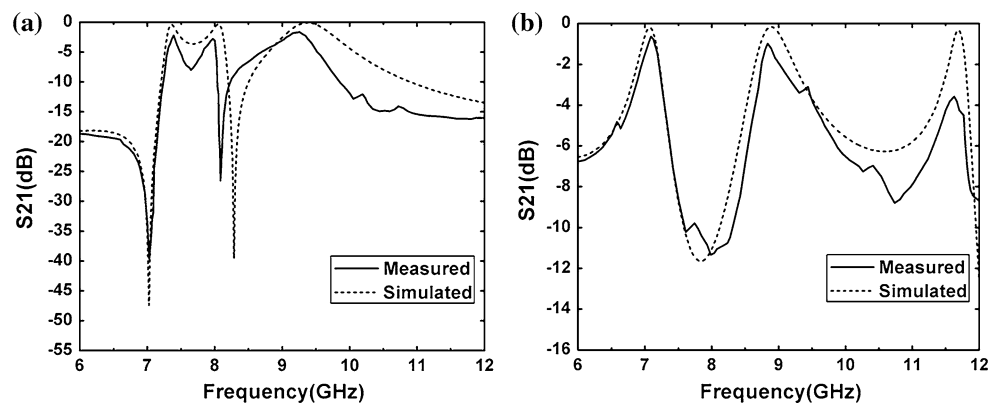 (a)
0
-5
-10
-15
-20
-25
-30
-35
-40
-45
-50
-55
S21(dB)
Measured
Simulated
6 7 8 9 10 11 12
Frequency(GHz)
(b)
0
-2
-4
-6
-8
-10
-12
-14
-16
S21(dB)
Measured
Simulated
6 7 8 9 10 11 12
Frequency(GHz)